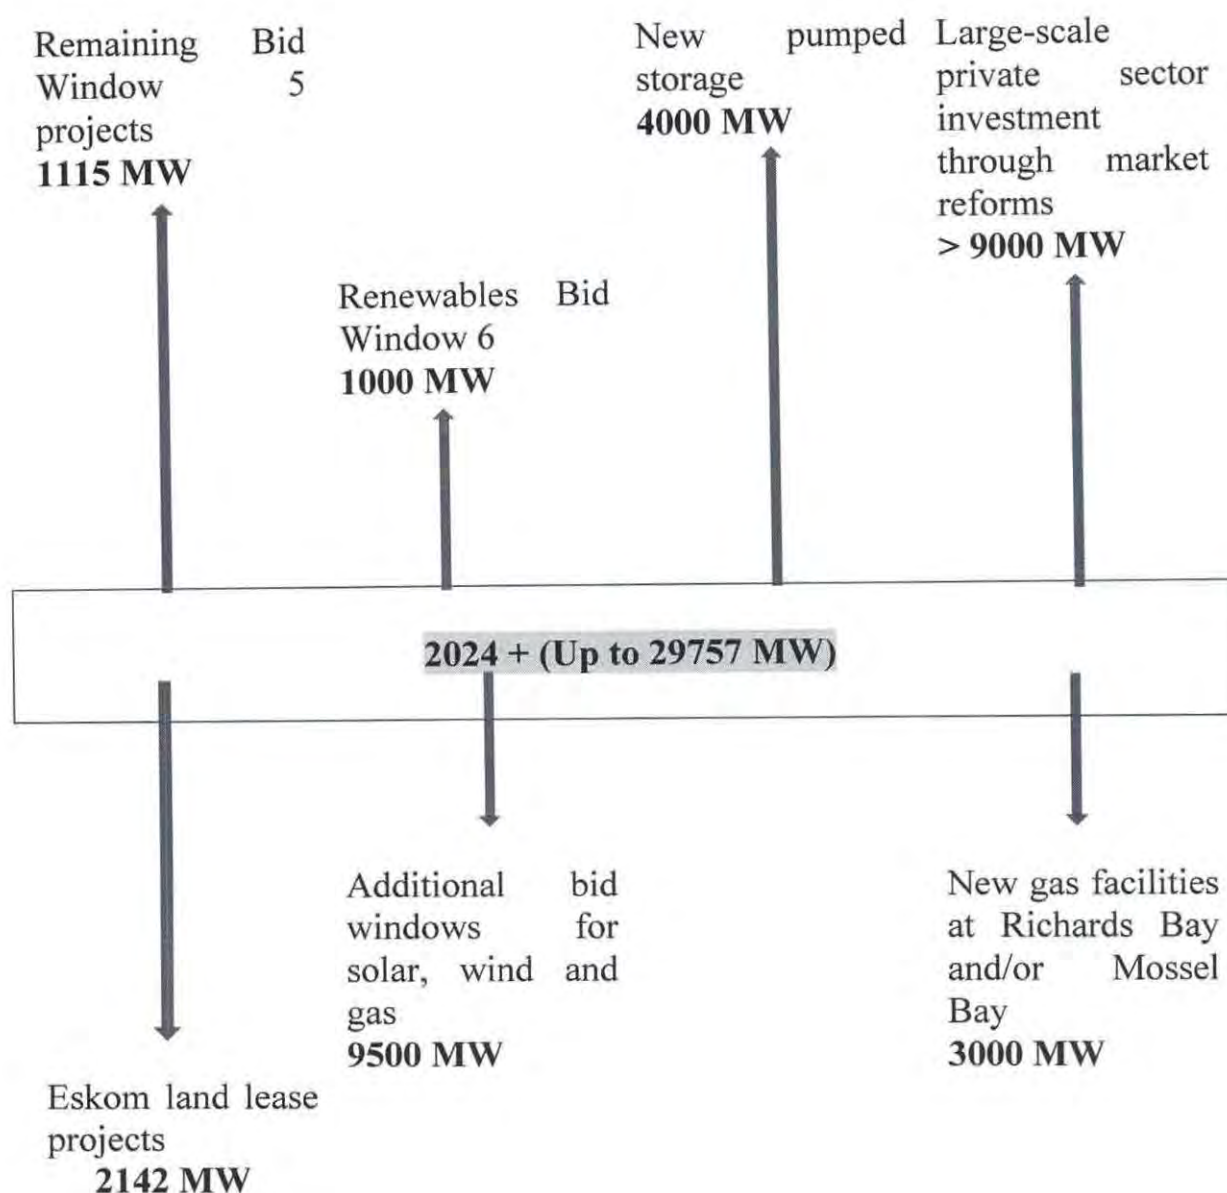 Remaining Bid
Window 5
projects
1115 MW
Renewables Bid
Window 6
1000 MW
New pumped
storage
4000 MW
Large-scale
private sector
investment
through market
reforms
> 9000 MW
2024 + (Up to 29757 MW)
Eskom land lease
projects
2142 MW
Additional bid
windows for
solar, wind and
gas
9500 MW
New gas facilities
at Richards Bay
and/or Mossel
Bay
3000 MW